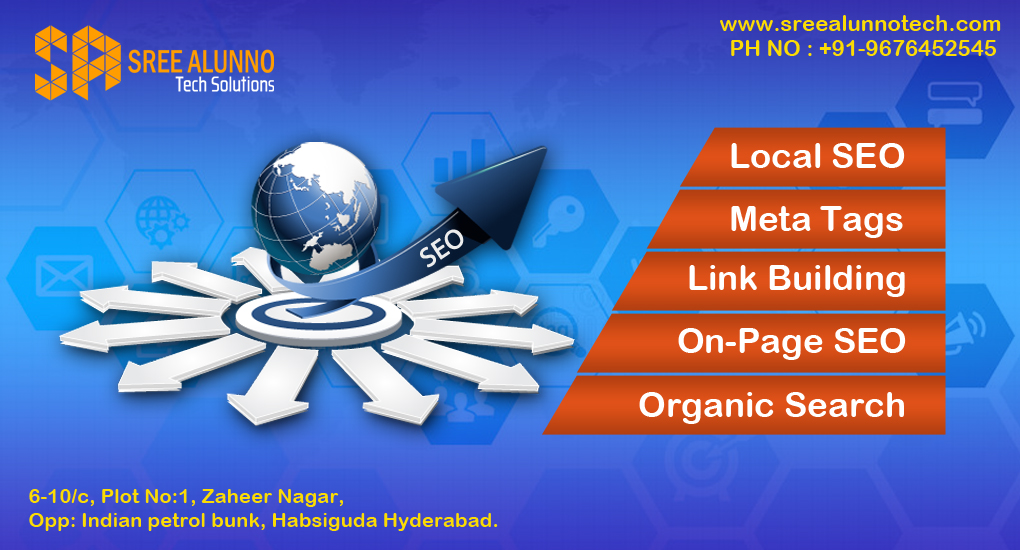 SREE ALUNNO
Tech Solutions
www.sreealunnotech.com
PH NO : +91-9676452545
Local SEO
Meta Tags
Link Building
On-Page SEO
Organic Search
SEO
6-10/c, Plot No:1, Zaheer Nagar,
Opp: Indian petrol bunk, Habsiguda Hyderabad.